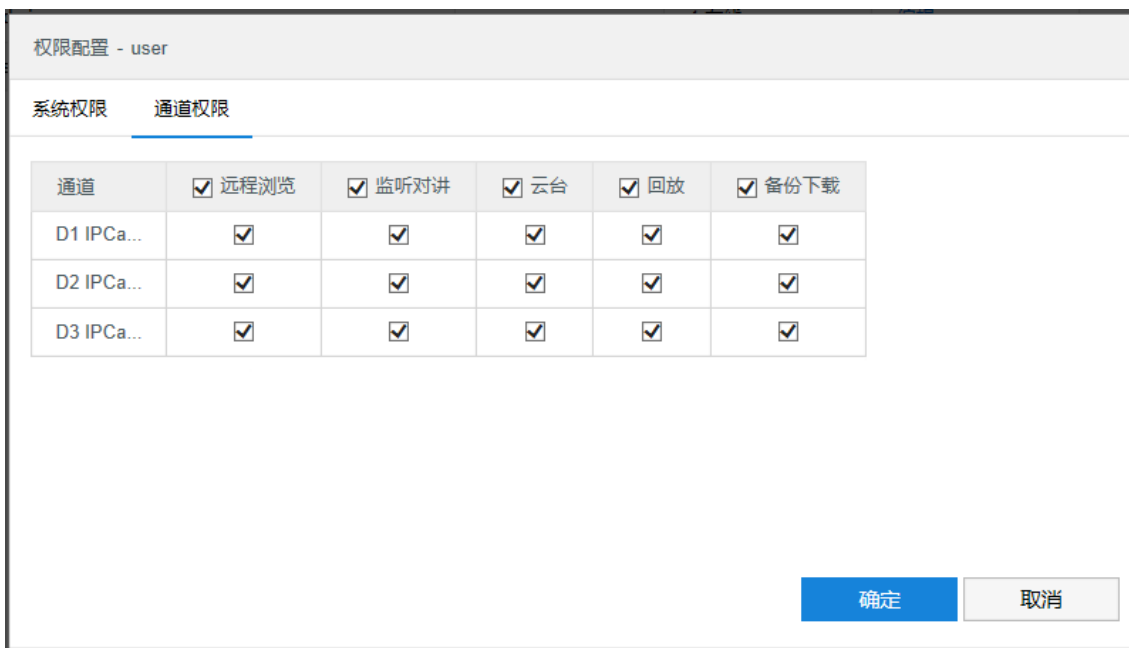 权限配置 - user
系统权限 通道权限
通道 远程浏览 监听对讲 云台 回放 备份下载
D1 IPCa...
D2 IPCa...
D3 IPCa...
确定 取消